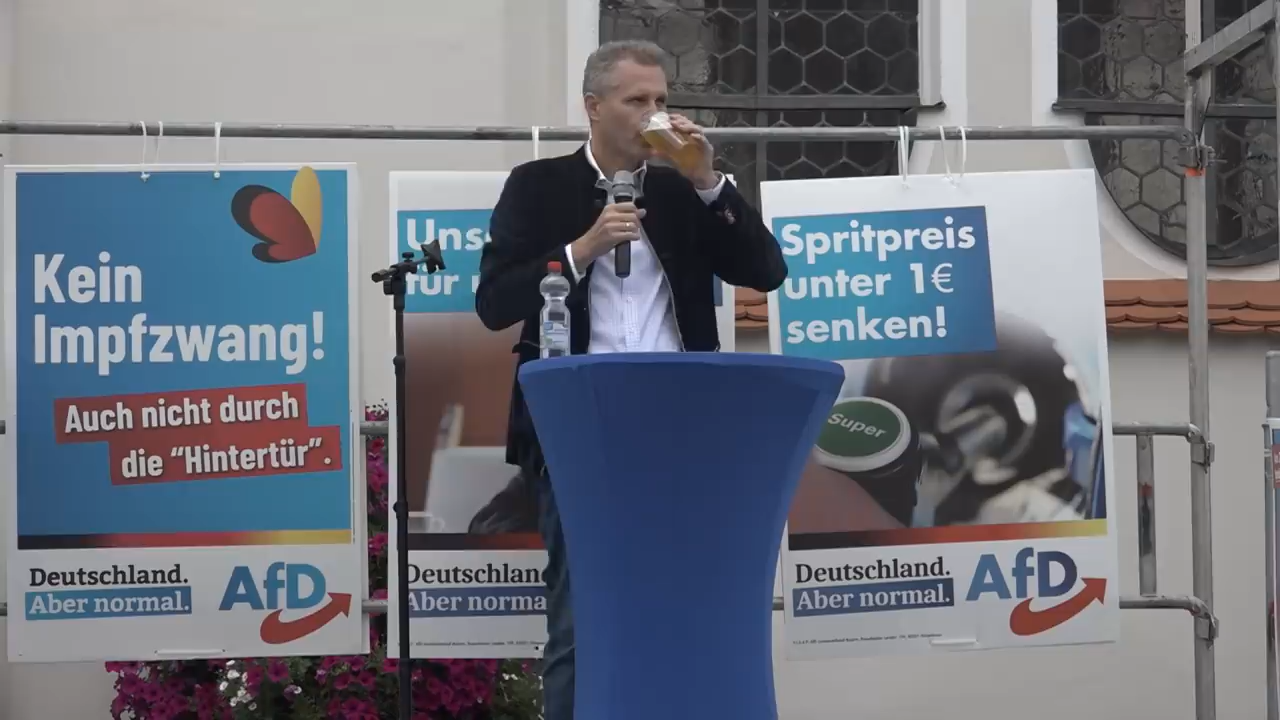 Kein
Impfzwang!
Auch nicht durch
die "Hintertür".
Deutschland.
Aber normal.
AfD
für
Deutschland.
Aber normal.
Spritpreis
unter 1€
senken!
Super
Deutschland.
Aber normal.
AfD